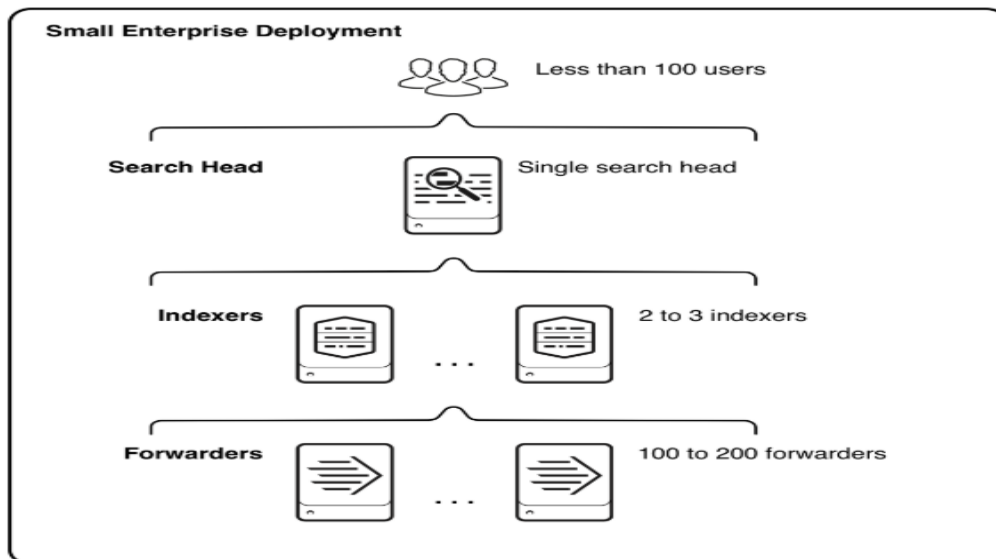 Small Enterprise Deployment
Less than 100 users
Search Head
Single search head
Indexers
...
2 to 3 indexers
Forwarders
...
100 to 200 forwarders